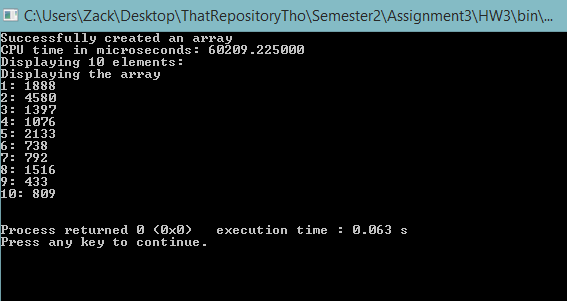 C:\Users\Zack\Desktop\ThatRepositoryTho\Semester2\Assignment3\HW3\bin\...
Successfully created an array
CPU time in microseconds: 60209.225000
Displaying 10 elements:
Displaying the array
1: 1888
2: 4580
3: 1397
4: 1076
5: 2133
6: 738
7: 792
8: 1516
9: 433
10: 809
Process returned 0 (0x0)   execution time : 0.063 s
Press any key to continue.